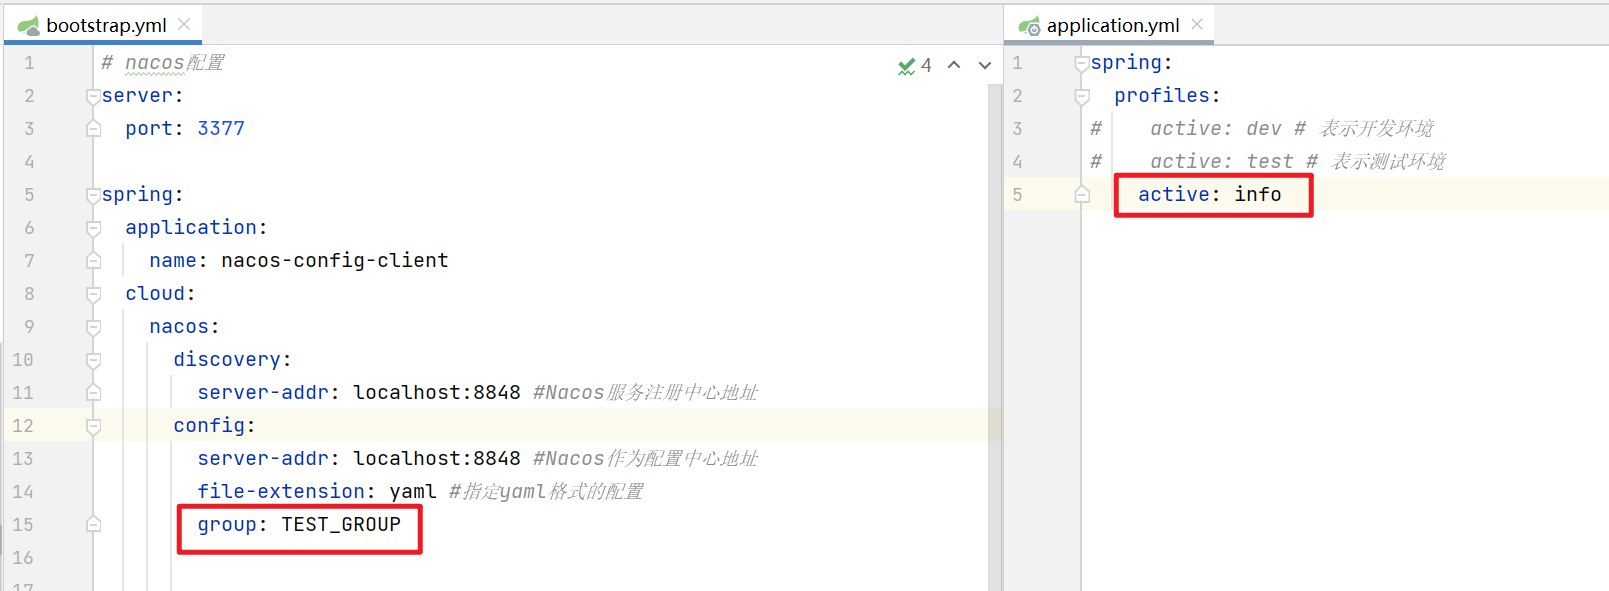 bootstrap.yml
1 # nacos配置
4
2 server:
3 port: 3377
4
5 spring:
6 application:
7 name: nacos-config-client
8 cloud:
9 nacos:
10 discovery:
11 server-addr: localhost:8848 #Nacos服务注册中心地址
12 config:
13 server-addr: localhost:8848 #Nacos作为配置中心地址
14 file-extension: yaml #指定yaml格式的配置
15 group: TEST_GROUP
16
17
application.yml
1 spring:
2 profiles:
3 # active: dev # 表示开发环境
4 # active: test # 表示测试环境
5 active: info